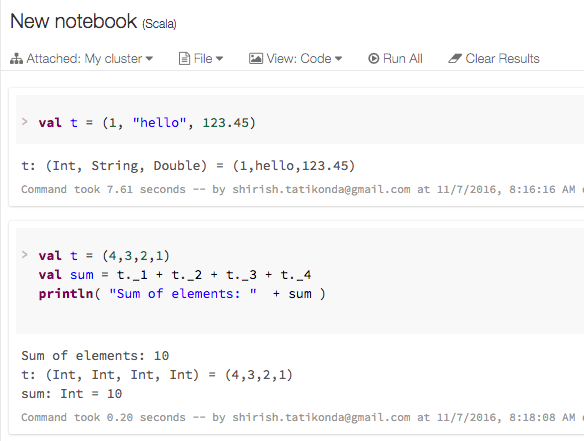 New notebook (Scala)
Attached: My cluster File View: Code Run All Clear Results
> val t = (1, "hello", 123.45)
t: (Int, String, Double) = (1,hello,123.45)
Command took 7.61 seconds -- by shirish.tatikonda@gmail.com at 11/7/2016, 8:16:16 AM
> val t = (4,3,2,1)
val sum = t._1 + t._2 + t._3 + t._4
println( "Sum of elements: " + sum )
Sum of elements: 10
t: (Int, Int, Int, Int) = (4,3,2,1)
sum: Int = 10
Command took 0.20 seconds -- by shirish.tatikonda@gmail.com at 11/7/2016, 8:18:08 AM